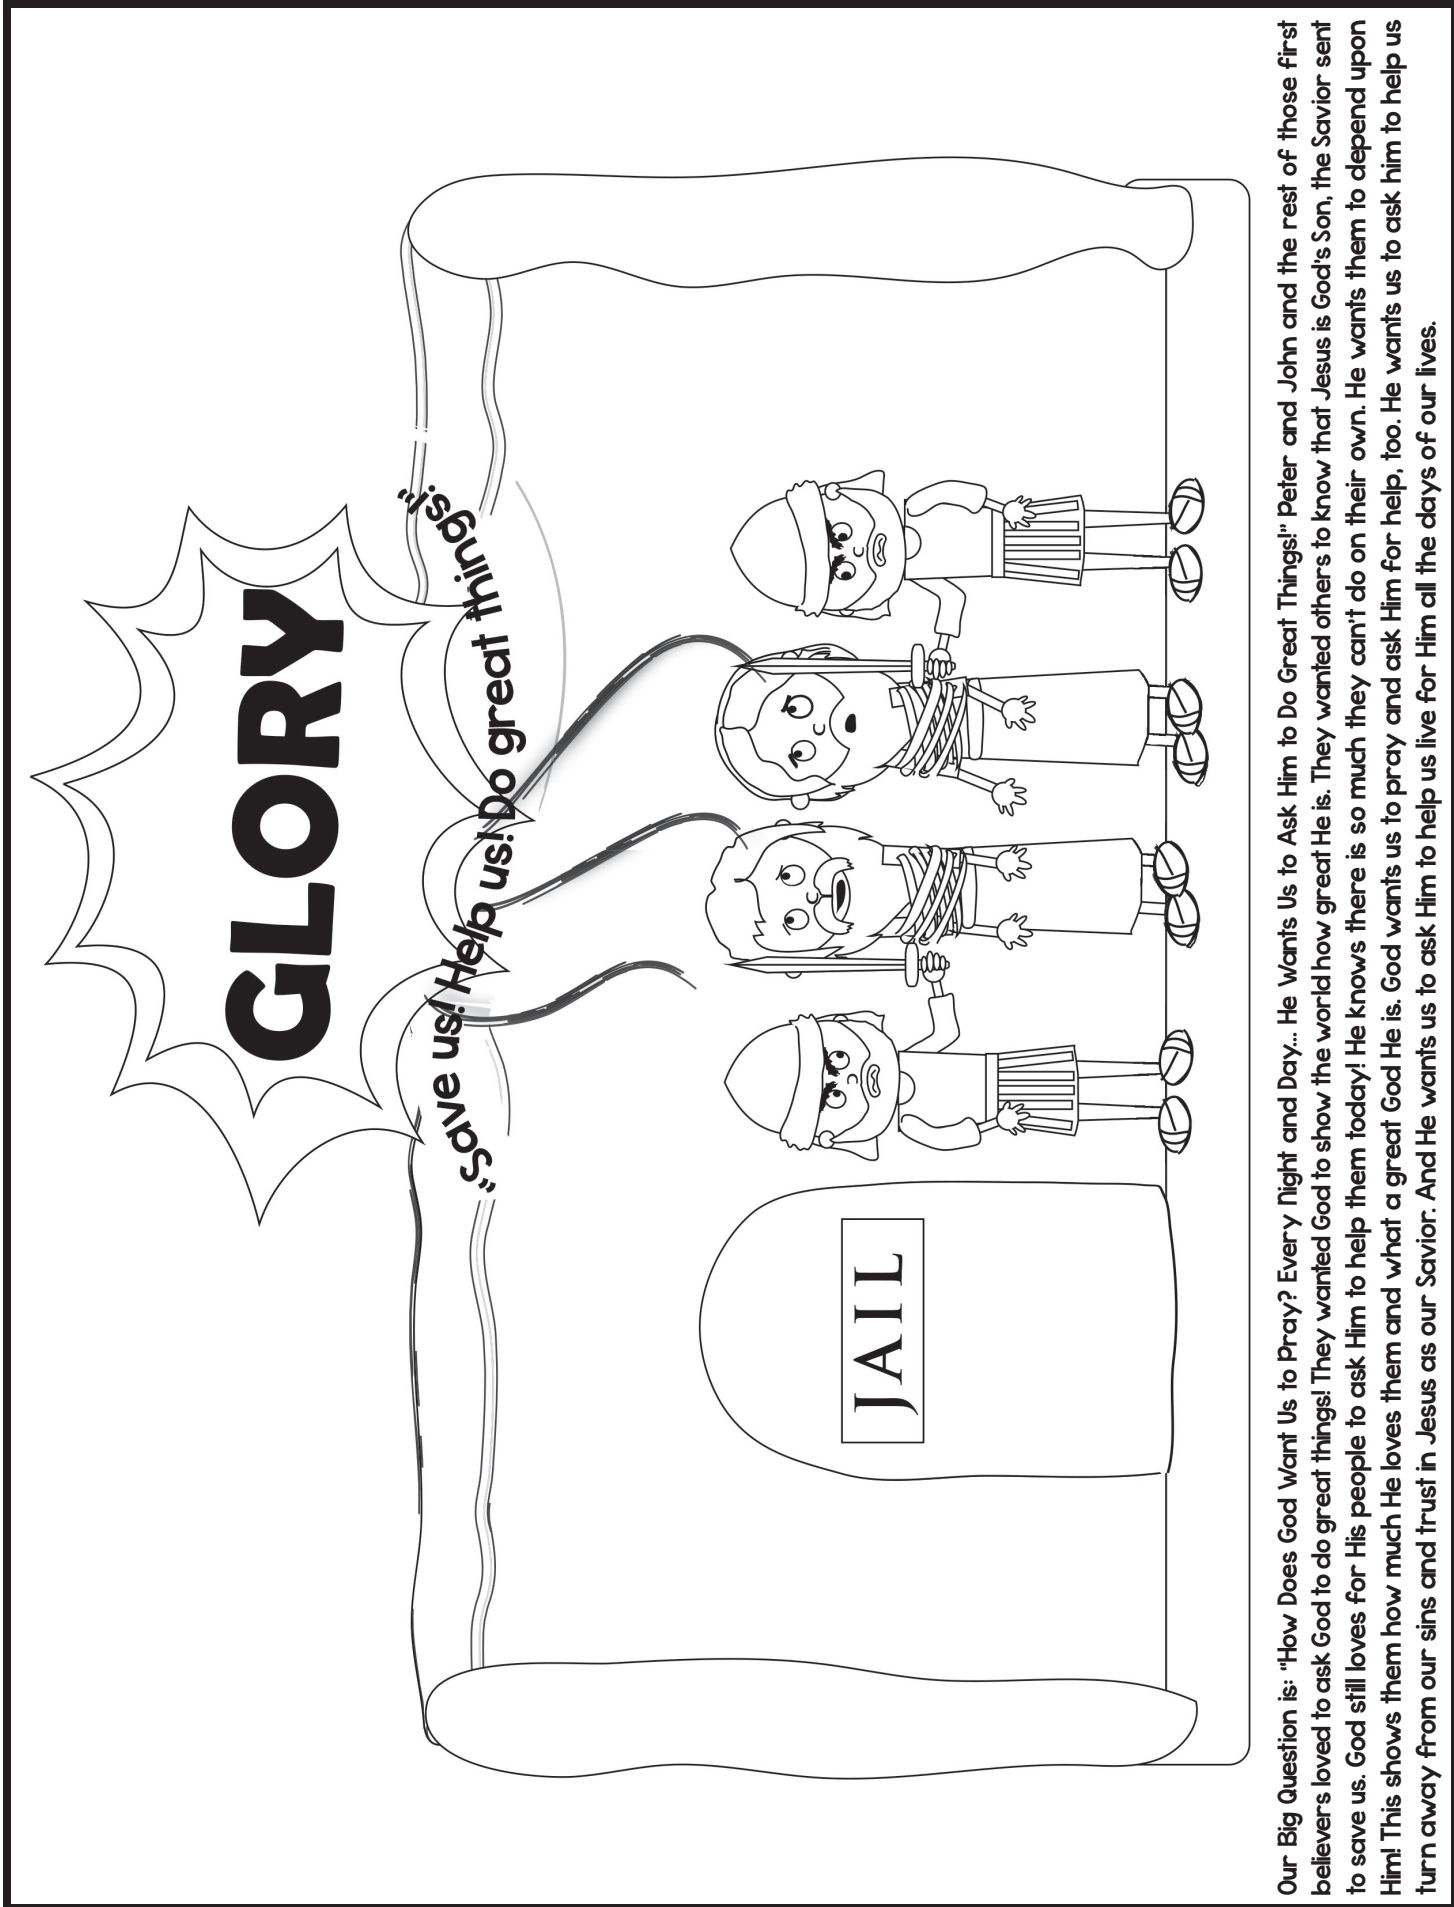 GLORY
"Save us! Help us! Do great things!"
JAIL
Our Big Question is: "How Does God Want Us to Pray? Every Night and Day... He Wants Us to Ask Him to Do Great Things!" Peter and John and the rest of those first
believers loved to ask God to do great things! They wanted God to show the world how great He is. They wanted others to know that Jesus is God's Son, the Savior sent
to save us. God still loves for His people to ask Him to help them today! He knows there is so much they can't do on their own. He wants them to depend upon
Him! This shows them how much He loves them and what a great God He is. God wants us to pray and ask Him for help, too. He wants us to ask him to help us
turn away from our sins and trust in Jesus as our Savior. And He wants us to ask Him to help us live for Him all the days of our lives.